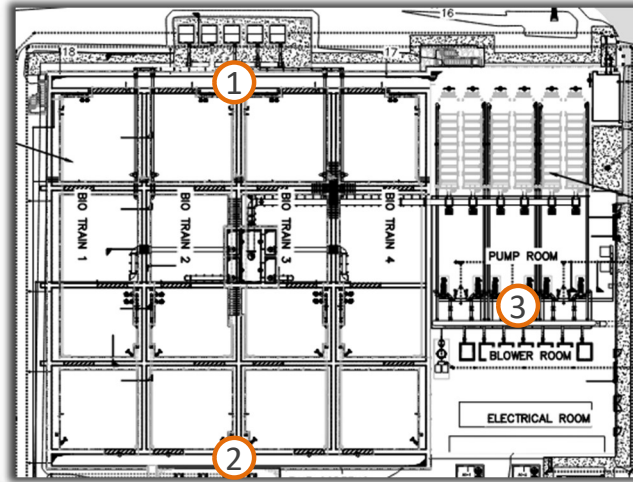 16
18
17
1
BIO TRAIN 1
BIO TRAIN 2
BIO TRAIN 3
BIO TRAIN 4
PUMP ROOM
3
BLOWER ROOM
ELECTRICAL ROOM
2